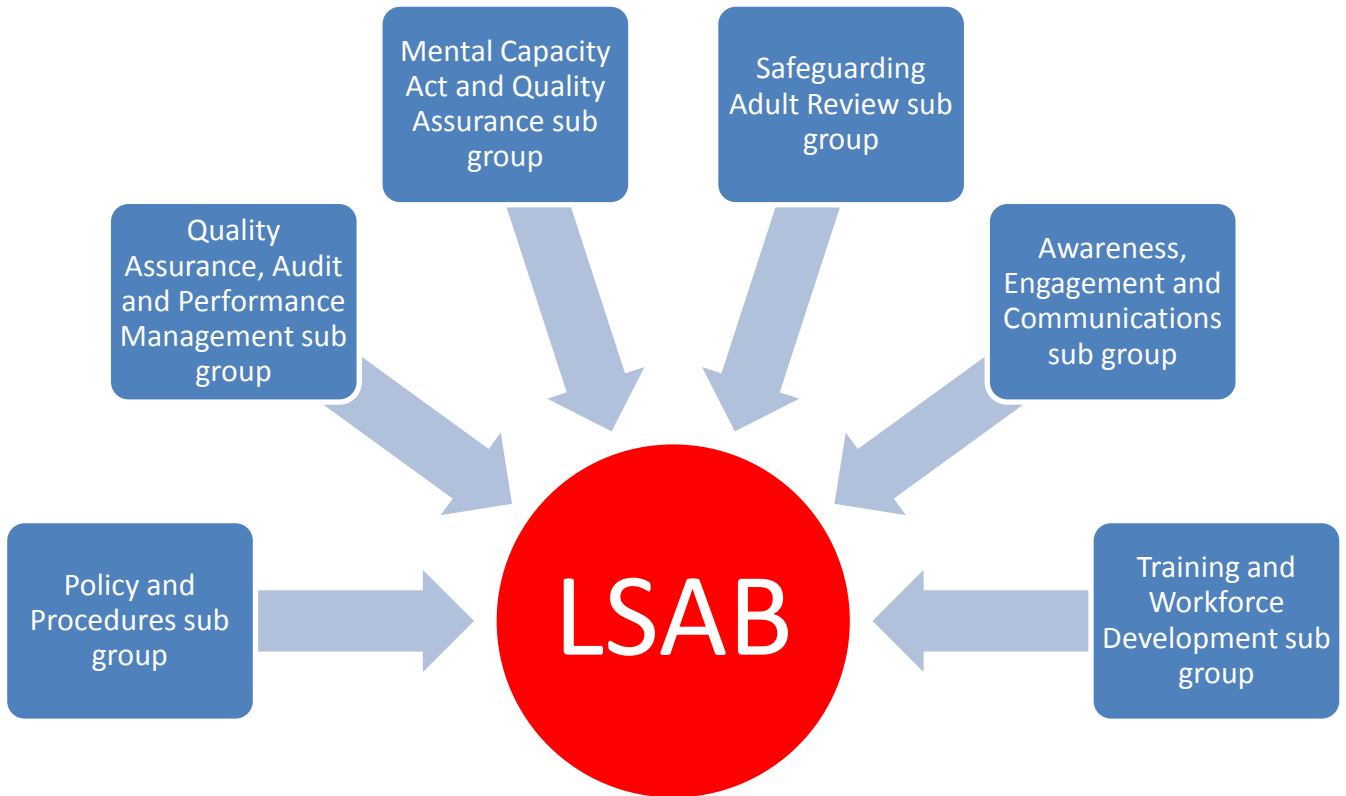 Mental Capacity
Act and Quality
Assurance sub
group
Safeguarding
Adult Review sub
group
Quality
Assurance, Audit
and Performance
Management sub
group
Awareness,
Engagement and
Communications
sub group
Policy and
Procedures sub
group
LSAB
Training and
Workforce
Development sub
group